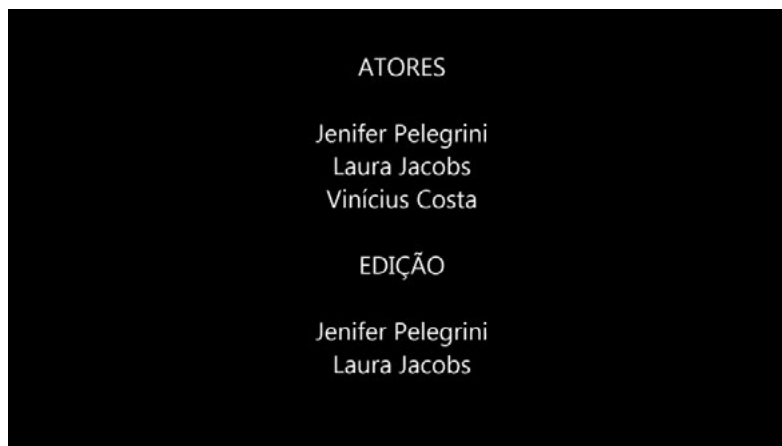 ATORES
Jenifer Pelegrini
Laura Jacobs
Vinícius Costa
EDIÇÃO
Jenifer Pelegrini
Laura Jacobs